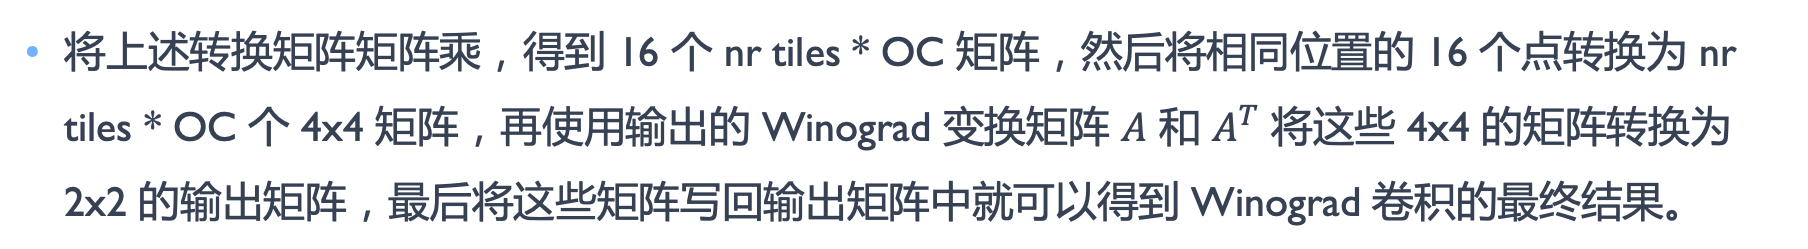 • 将上述转换矩阵矩阵乘，得到 16 个 nr tiles * OC 矩阵，然后将相同位置的 16 个点转换为 nr
tiles * OC 个 4x4 矩阵，再使用输出的 Winograd 变换矩阵 A 和 A^T 将这些 4x4 的矩阵转换为
2x2 的输出矩阵，最后将这些矩阵写回输出矩阵中就可以得到 Winograd 卷积的最终结果。